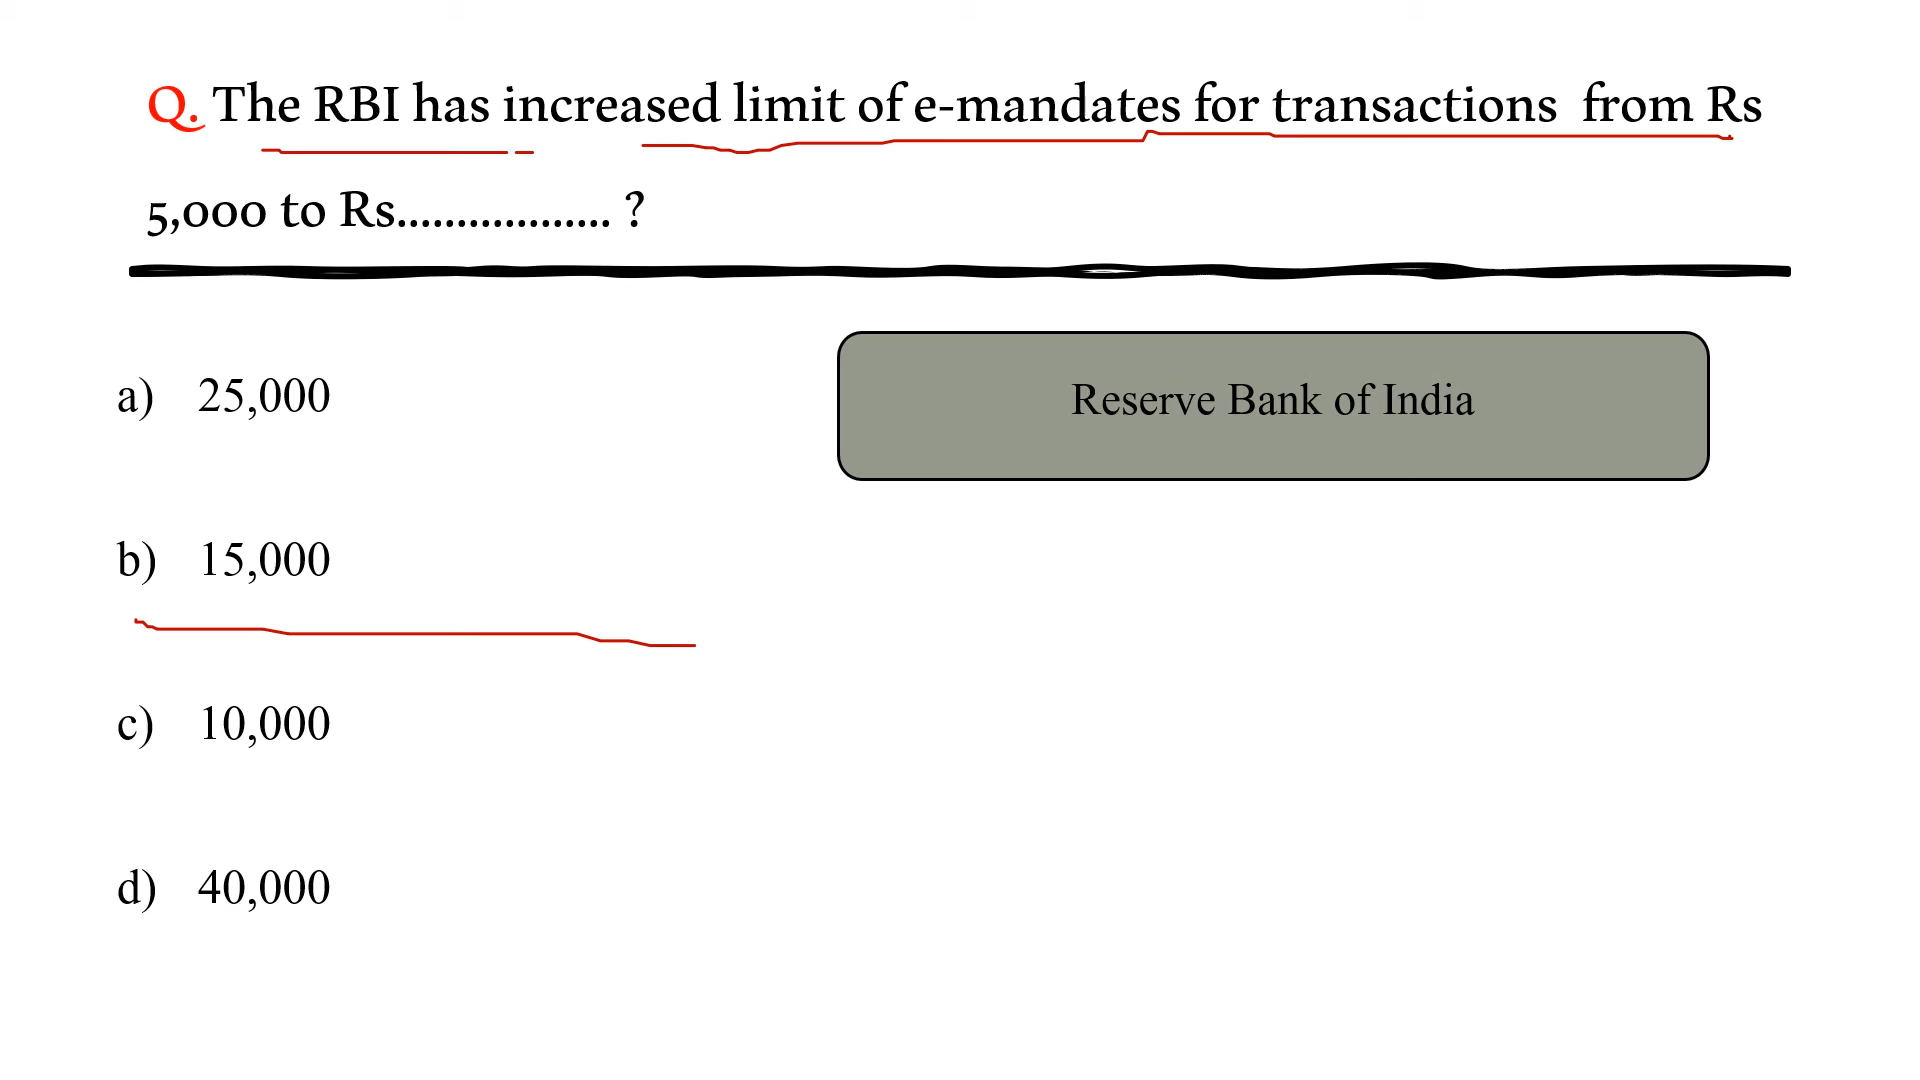 Q. The RBI has increased limit of e-mandates for transactions from Rs
5,000 to Rs.................. ?
a) 25,000
Reserve Bank of India
b) 15,000
c) 10,000
d) 40,000